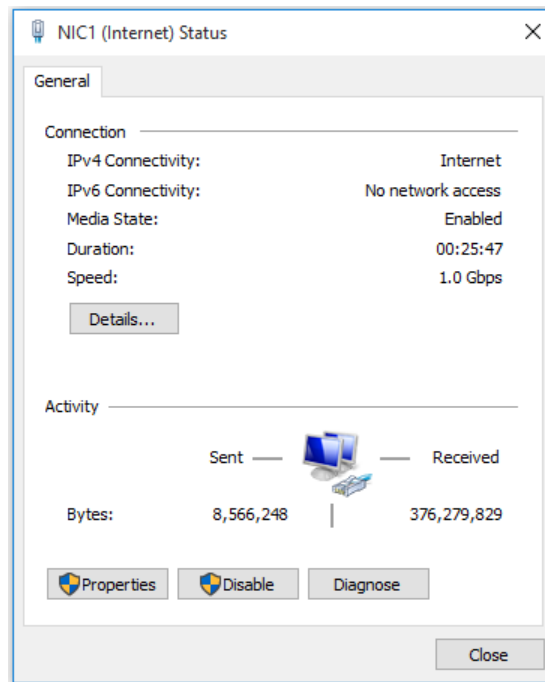 NIC1 (Internet) Status
General
Connection
IPv4 Connectivity: Internet
IPv6 Connectivity: No network access
Media State: Enabled
Duration: 00:25:47
Speed: 1.0 Gbps
Details...
Activity
Sent Received
Bytes: 8,566,248 376,279,829
Properties Disable Diagnose
Close